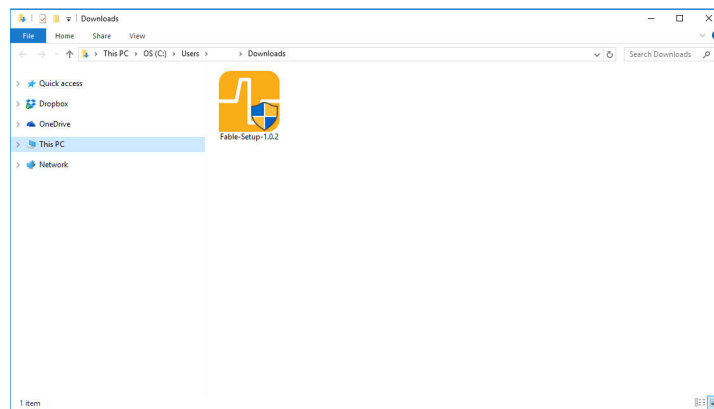 Downloads
File Home Share View
This PC OS (C:) Users Downloads
Search Downloads
Quick access
Dropbox
OneDrive
This PC
Network
Fable-Setup-1.0.2
1 item